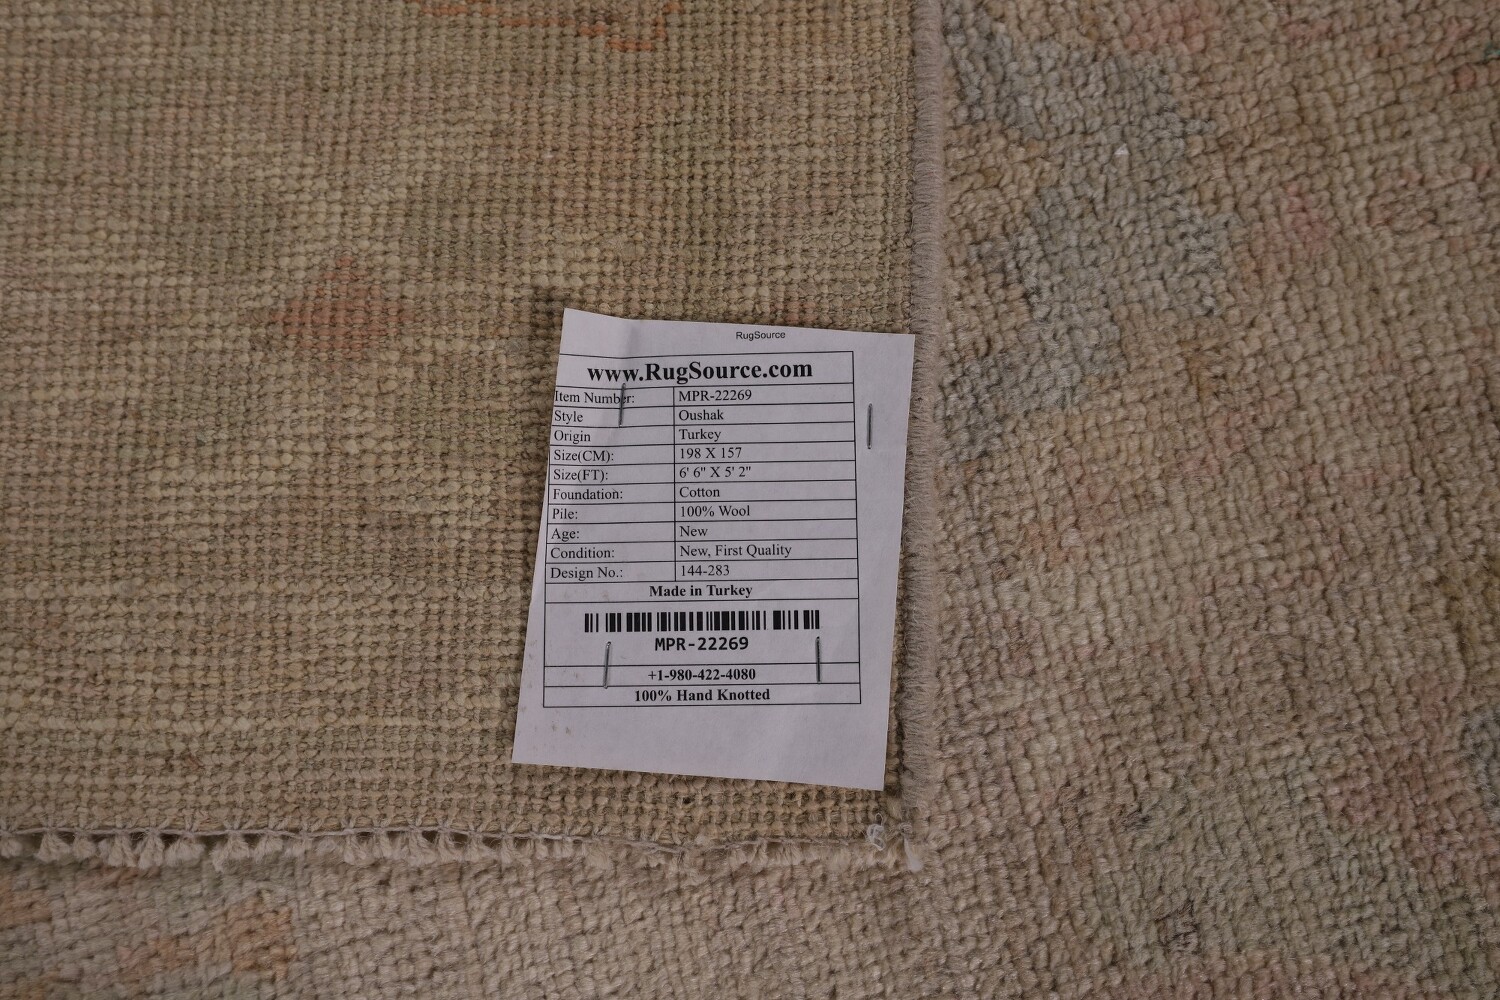 RugSource
www.RugSource.com
Item Number: MPR-22269
Style Oushak
Origin Turkey
Size(CM): 198 X 157
Size(FT): 6' 6" X 5' 2"
Foundation: Cotton
Pile: 100% Wool
Age: New
Condition: New, First Quality
Design No.: 144-283
Made in Turkey
MPR-22269
+1-980-422-4080
100% Hand Knotted